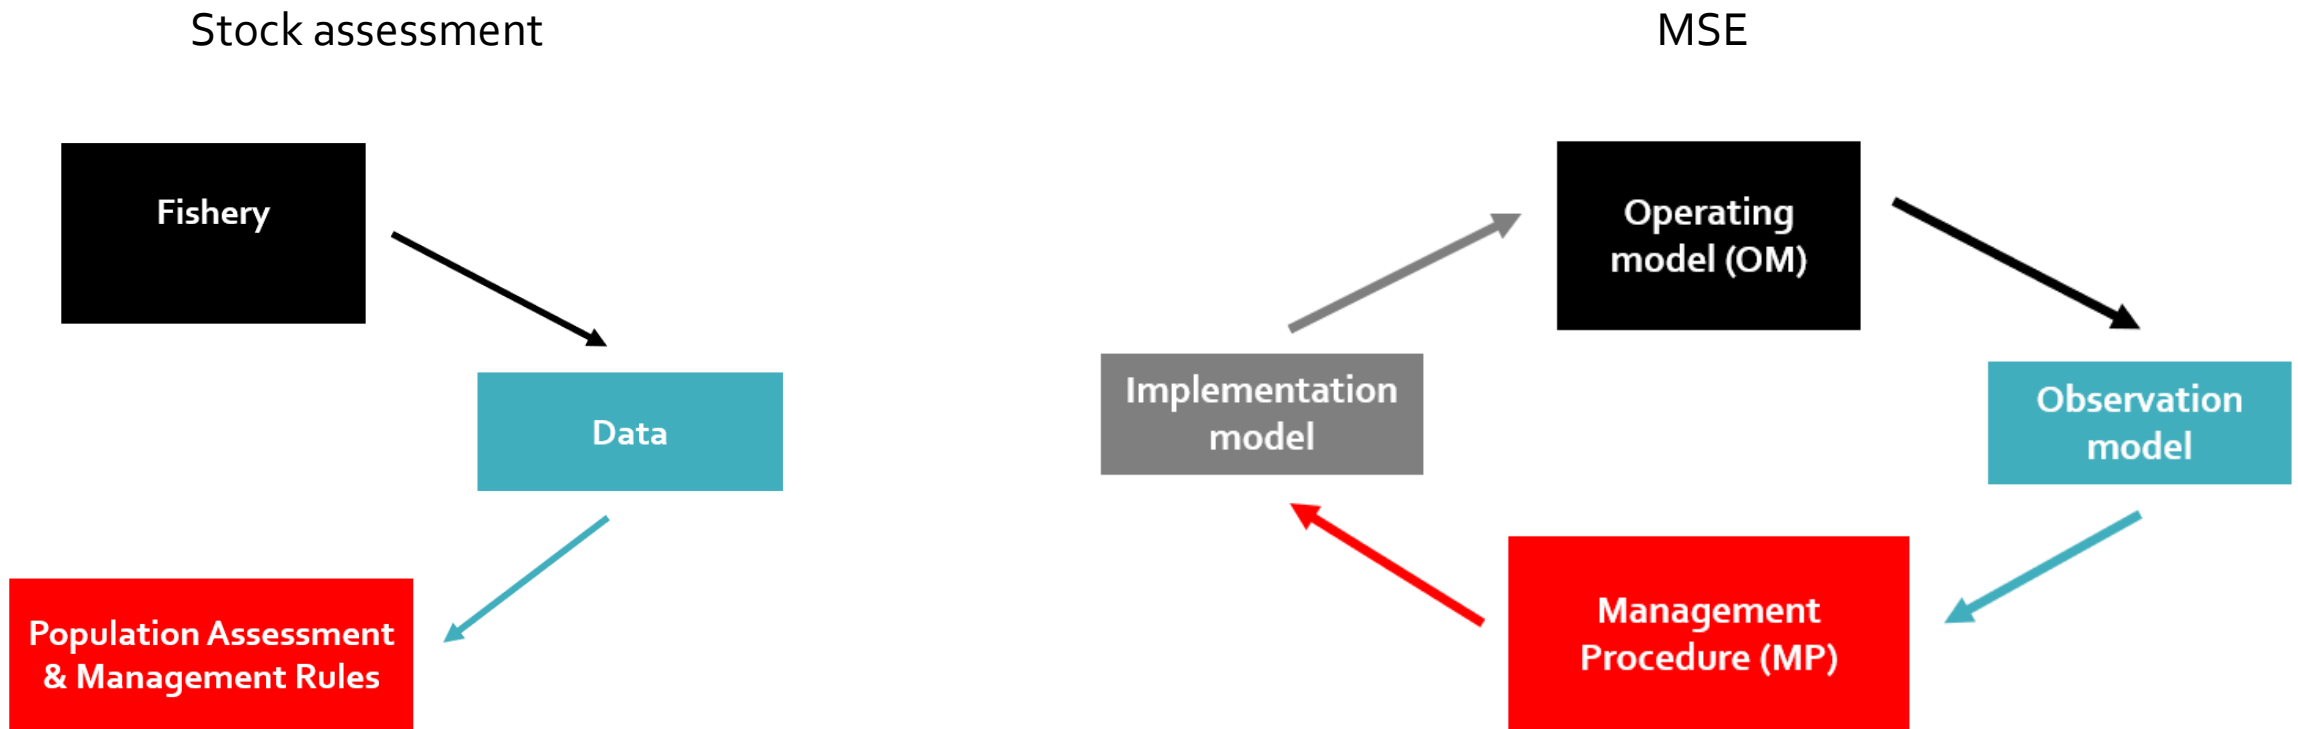 Stock assessment
Fishery
Data
Population Assessment
& Management Rules
MSE
Operating
model (OM)
Observation
model
Management
Procedure (MP)
Implementation
model